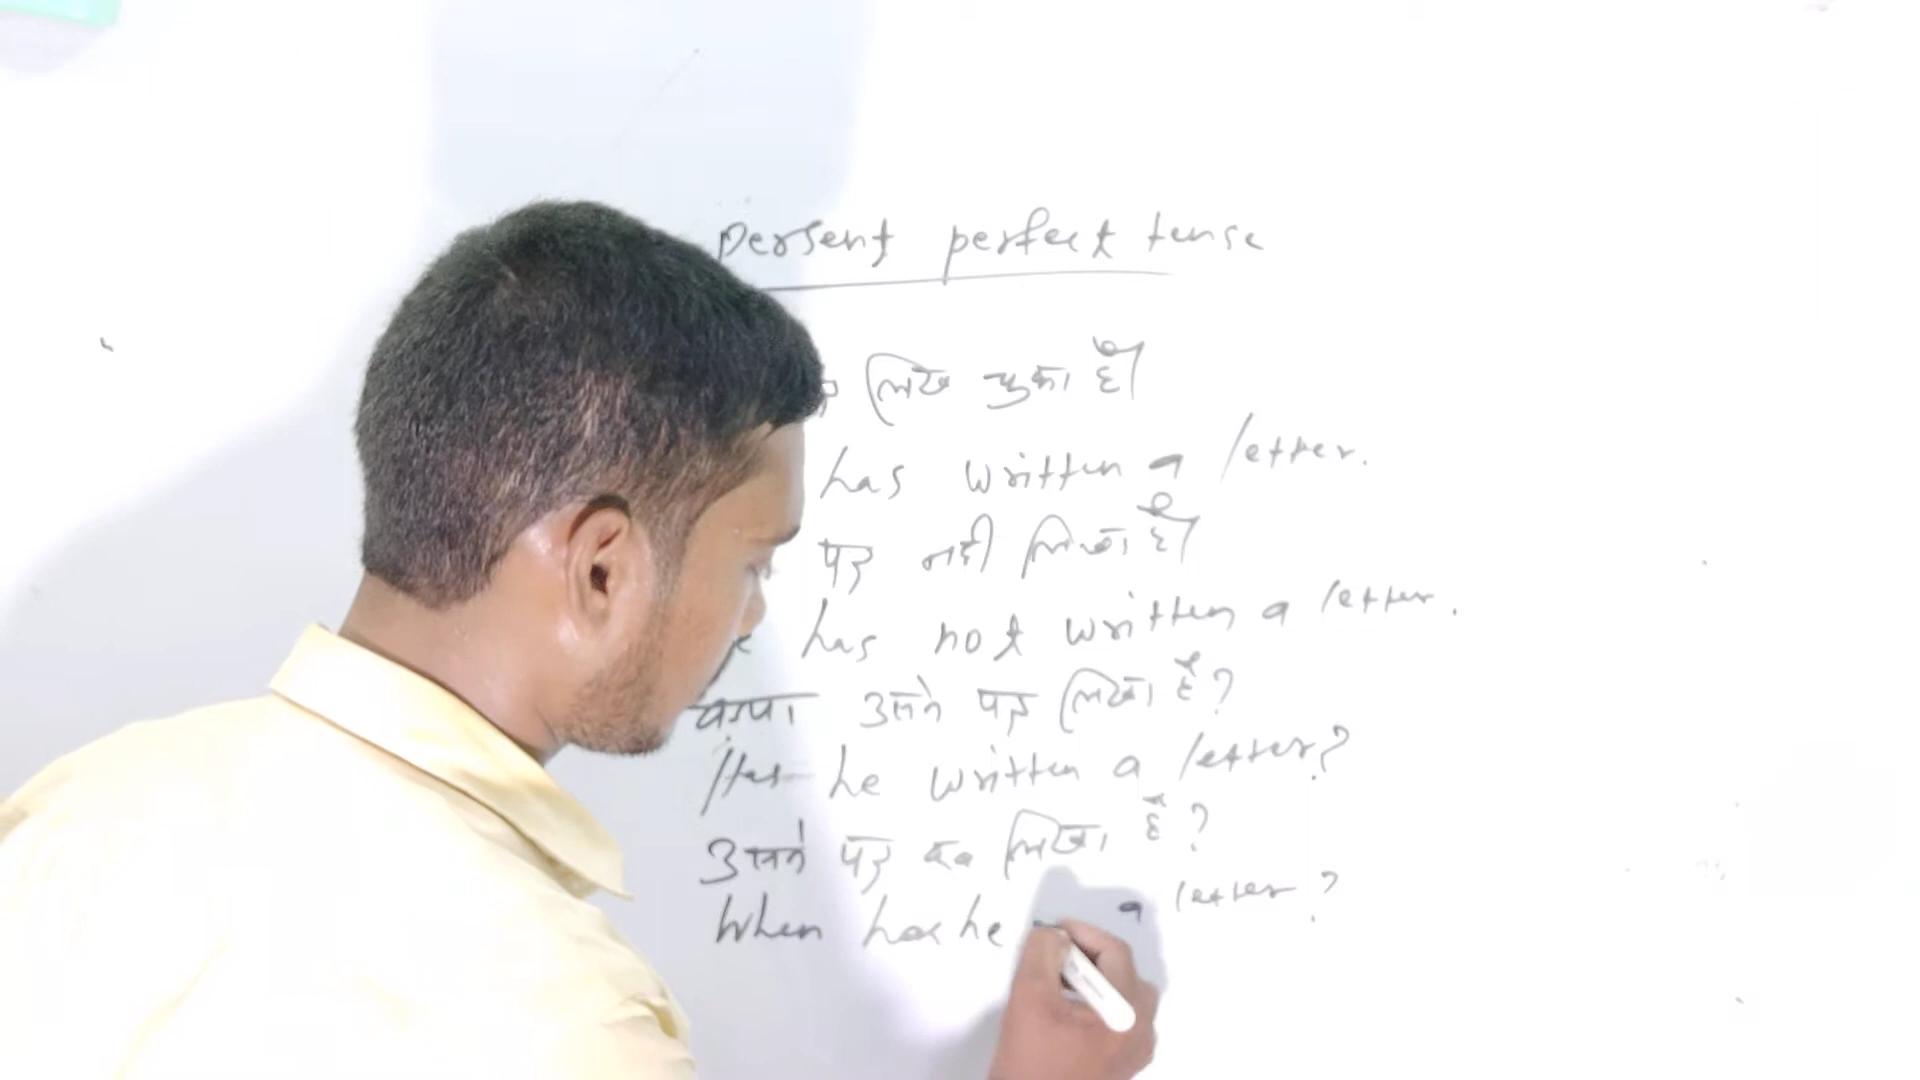 Persent perfect tense
लिख चुका है।
has written a letter.
पत्र नहीं लिखा है।
has not written a letter.
क्या उसने पत्र लिखा है?
Has he written a letter?
उसने पत्र कब लिखा है?
When has he a letter?